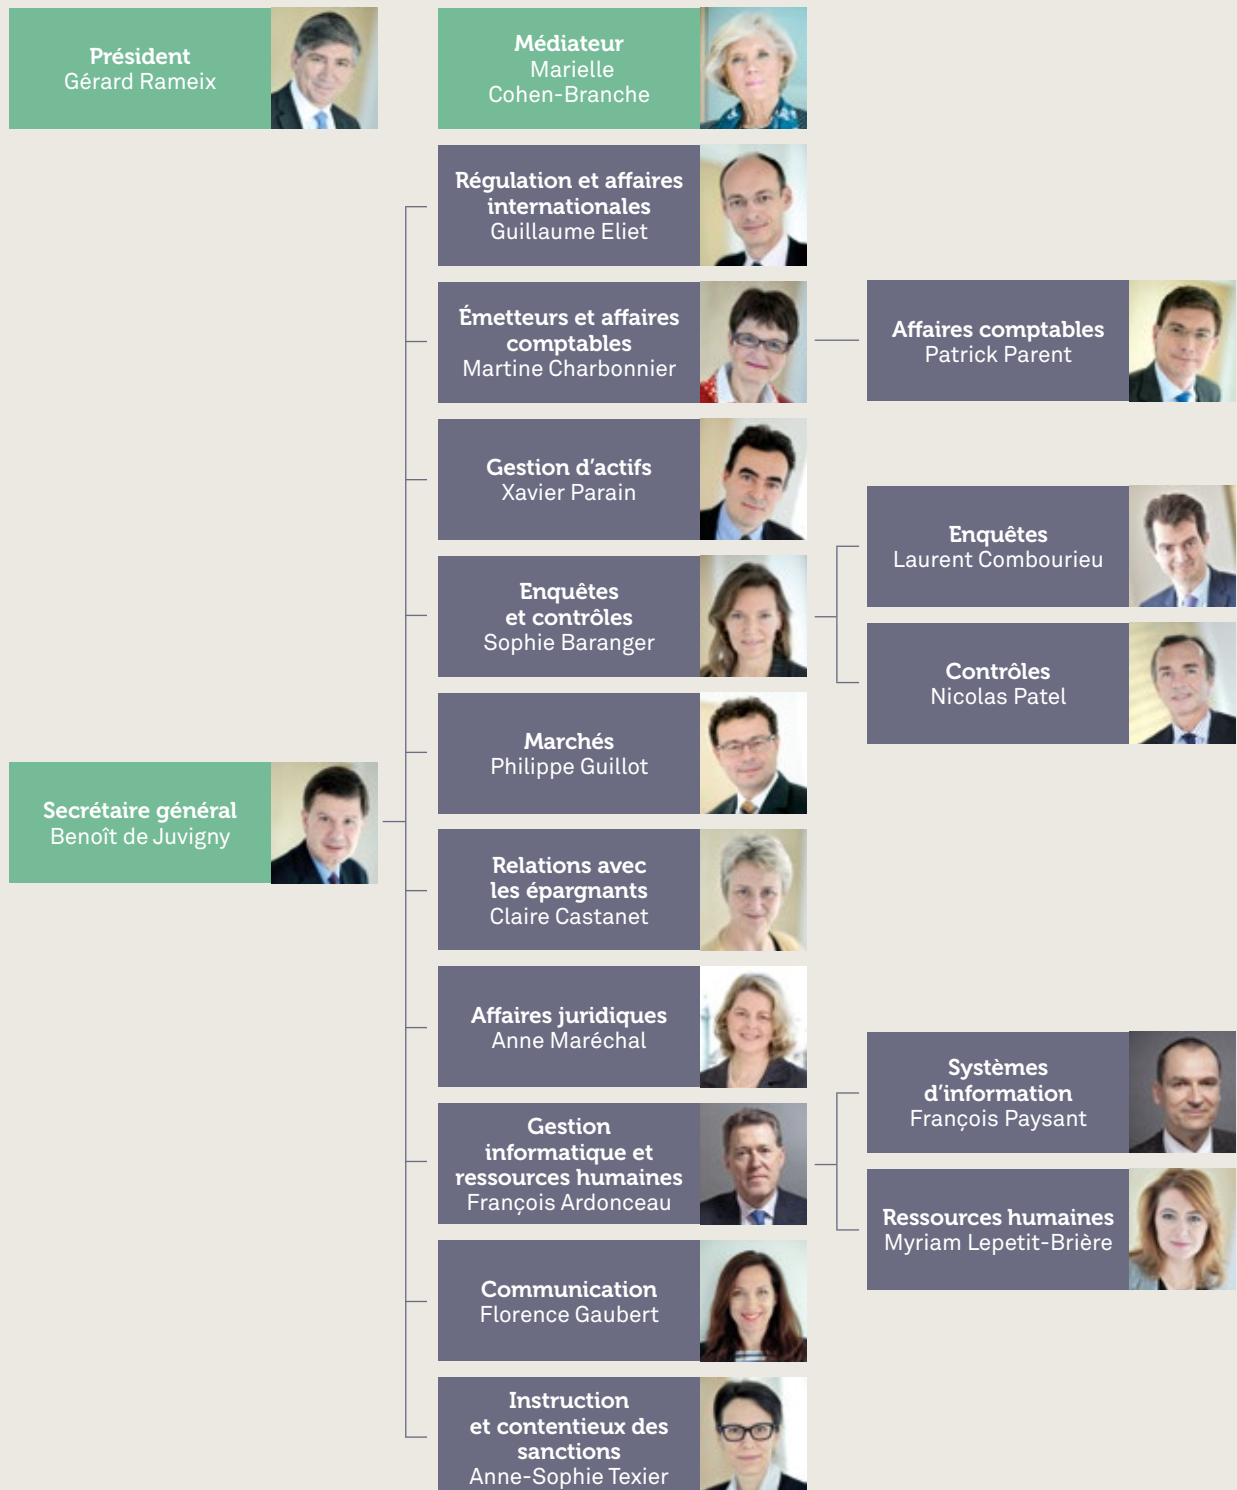 Président
Gérard Rameix
Médiateur
Marielle
Cohen-Branche
Régulation et affaires
internationales
Guillaume Eliet
Émetteurs et affaires
comptables
Martine Charbonnier
Affaires comptables
Patrick Parent
Gestion d'actifs
Xavier Parain
Enquêtes
et contrôles
Sophie Baranger
Enquêtes
Laurent Combourieu
Contrôles
Nicolas Patel
Marchés
Philippe Guillot
Secrétaire général
Benoît de Juvigny
Relations avec
les épargnants
Claire Castanet
Affaires juridiques
Anne Maréchal
Gestion
informatique et
ressources humaines
François Ardonceau
Systèmes
d'information
François Paysant
Ressources humaines
Myriam Lepetit-Brière
Communication
Florence Gaubert
Instruction
et contentieux des
sanctions
Anne-Sophie Texier